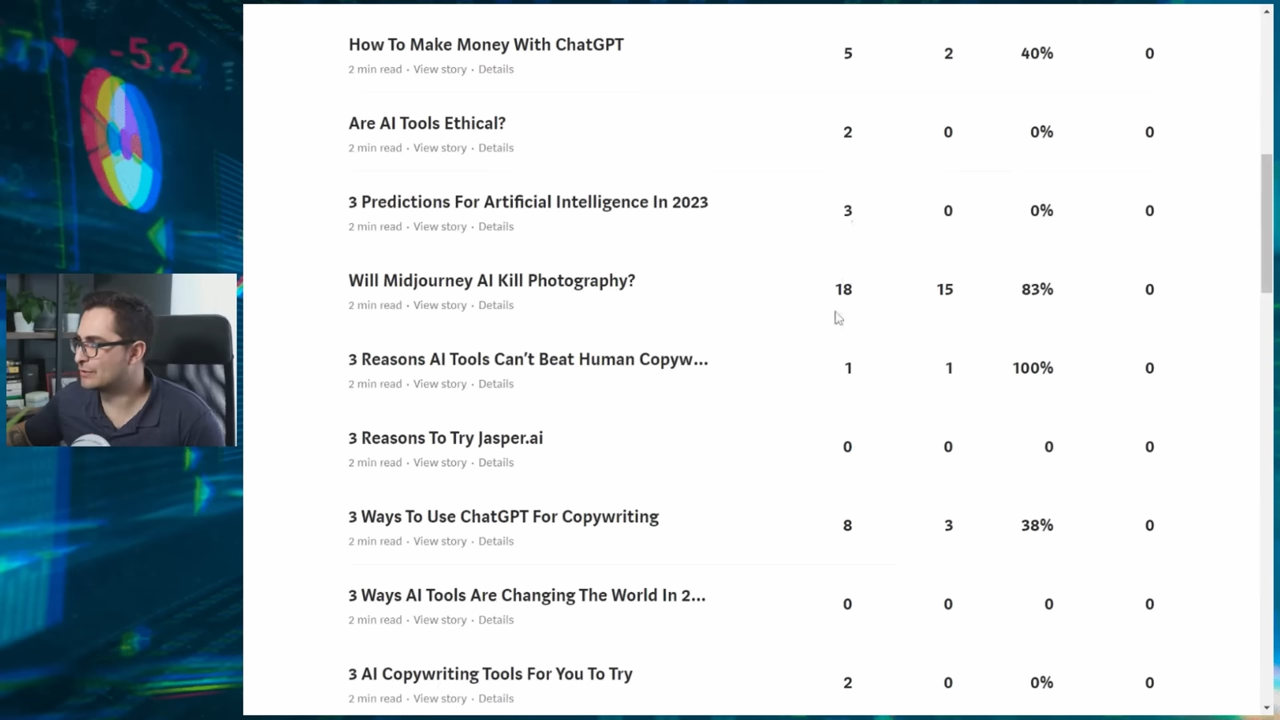 -5.2
How To Make Money With ChatGPT 5 2 40% 0
2 min read · View story · Details
Are AI Tools Ethical? 2 0 0% 0
2 min read · View story · Details
3 Predictions For Artificial Intelligence In 2023 3 0 0% 0
2 min read · View story · Details
Will Midjourney AI Kill Photography? 18 15 83% 0
2 min read · View story · Details
3 Reasons AI Tools Can’t Beat Human Copyw... 1 1 100% 0
2 min read · View story · Details
3 Reasons To Try Jasper.ai 0 0 0 0
2 min read · View story · Details
3 Ways To Use ChatGPT For Copywriting 8 3 38% 0
2 min read · View story · Details
3 Ways AI Tools Are Changing The World In 2... 0 0 0 0
2 min read · View story · Details
3 AI Copywriting Tools For You To Try 2 0 0% 0
2 min read · View story · Details